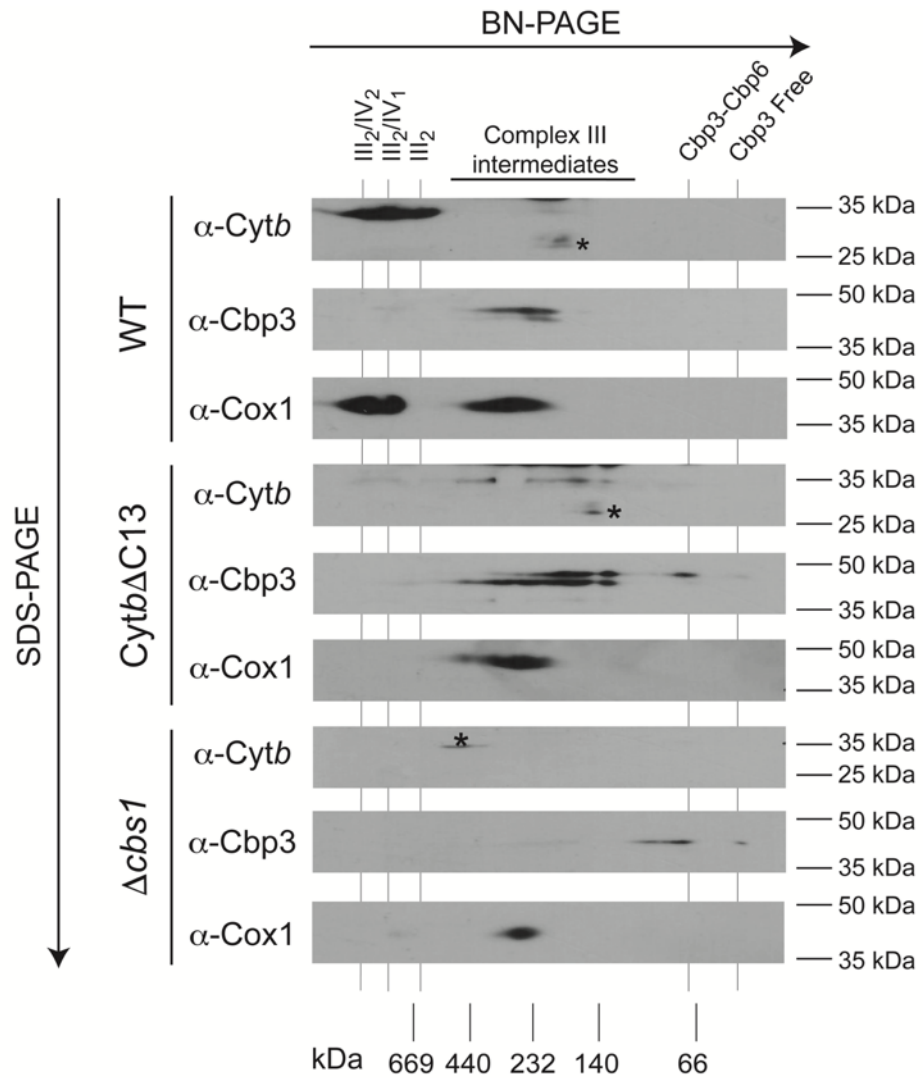 BN-PAGE
III2/IV2
III2/IV1
III2
Complex III
intermediates
Cbp3-Cbp6
Cbp3 Free
SDS-PAGE
WT
α-Cytb
*
35 kDa
25 kDa
α-Cbp3
50 kDa
35 kDa
α-Cox1
50 kDa
35 kDa
CytbΔC13
α-Cytb
*
35 kDa
25 kDa
α-Cbp3
50 kDa
35 kDa
α-Cox1
50 kDa
35 kDa
Δcbs1
α-Cytb
*
35 kDa
25 kDa
α-Cbp3
50 kDa
35 kDa
α-Cox1
50 kDa
35 kDa
kDa 669 440 232 140 66